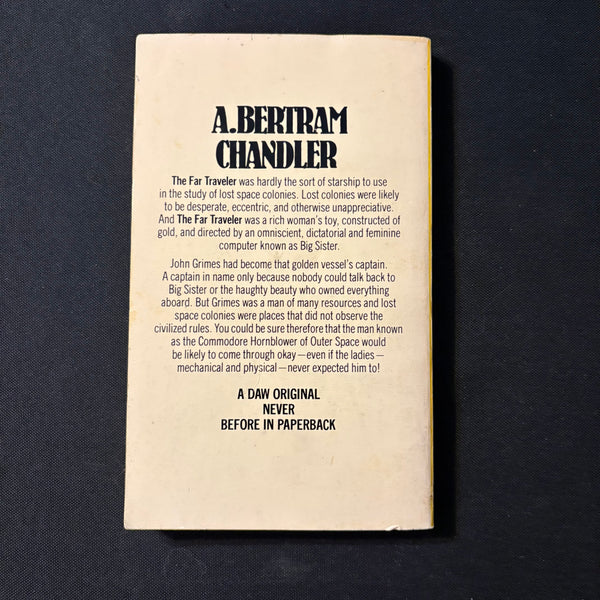 A. BERTRAM
CHANDLER
The Far Traveler was hardly the sort of starship to use
in the study of lost space colonies. Lost colonies were likely
to be desperate, eccentric, and otherwise unappreciative.
And The Far Traveler was a rich woman's toy, constructed of
gold, and directed by an omniscient, dictatorial and feminine
computer known as Big Sister.
John Grimes had become that golden vessel's captain.
A captain in name only because nobody could talk back to
Big Sister or the haughty beauty who owned everything
aboard. But Grimes was a man of many resources and lost
space colonies were places that did not observe the
civilized rules. You could be sure therefore that the man known
as the Commodore Hornblower of Outer Space would
be likely to come through okay—even if the ladies—
mechanical and physical—never expected him to!
A DAW ORIGINAL
NEVER
BEFORE IN PAPERBACK